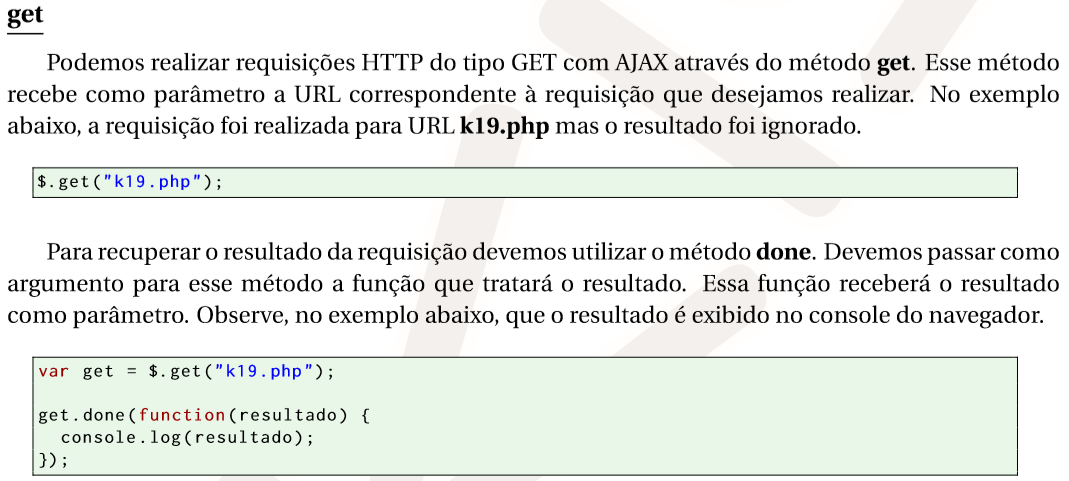 get
Podemos realizar requisições HTTP do tipo GET com AJAX através do método get. Esse método
recebe como parâmetro a URL correspondente à requisição que desejamos realizar. No exemplo
abaixo, a requisição foi realizada para URL k19.php mas o resultado foi ignorado.
$.get("k19.php");
Para recuperar o resultado da requisição devemos utilizar o método done. Devemos passar como
argumento para esse método a função que tratará o resultado. Essa função receberá o resultado
como parâmetro. Observe, no exemplo abaixo, que o resultado é exibido no console do navegador.
var get = $.get("k19.php");
get.done(function(resultado) {
  console.log(resultado);
});